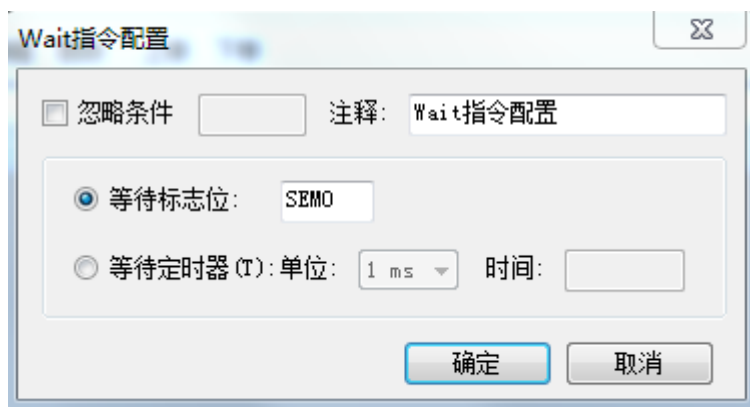 Wait指令配置
忽略条件 注释: Wait指令配置
等待标志位: SEM0
等待定时器(T):单位: 1 ms 时间:
确定 取消